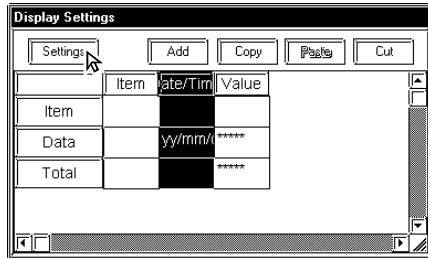 Display Settings
Settings Add Copy Paste Cut
Item ate/Tim Value
Item
Data yy/mm/ *****
Total *****